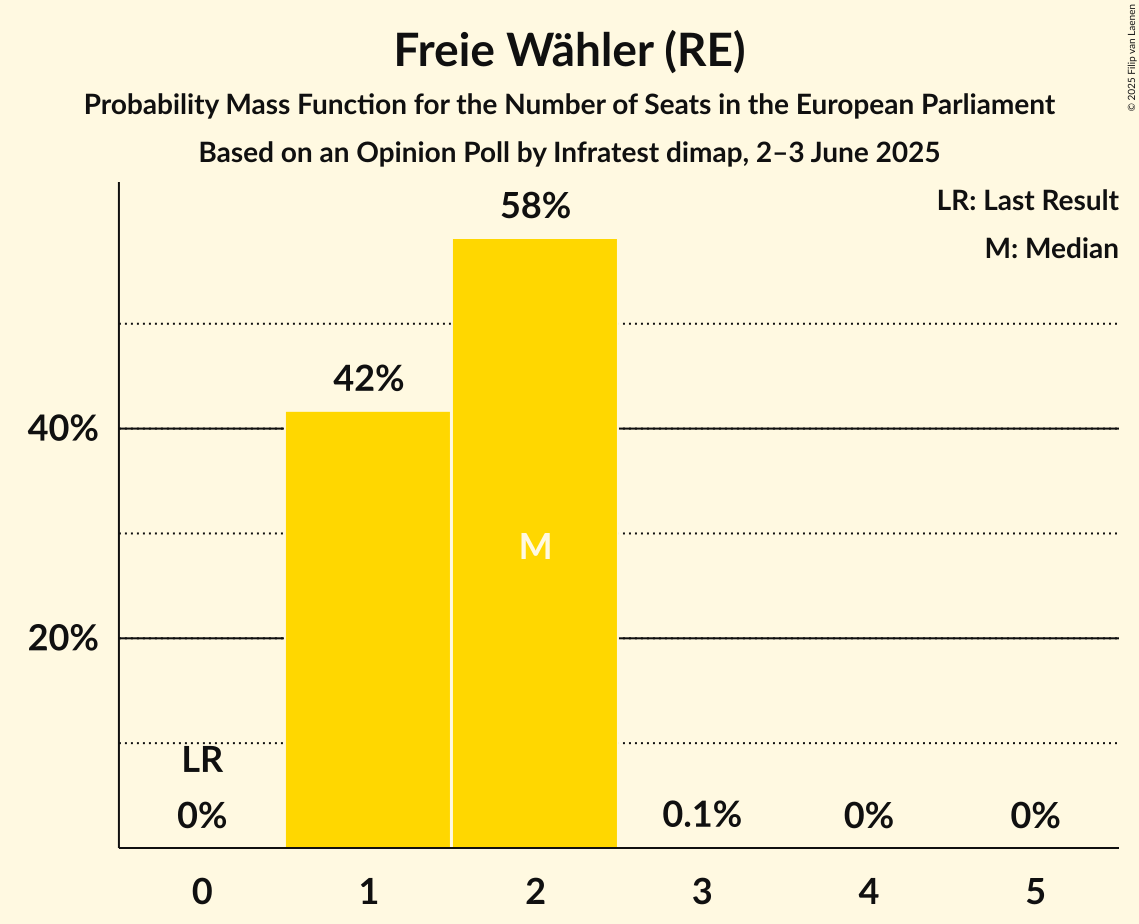 Freie Wähler (RE)
Probability Mass Function for the Number of Seats in the European Parliament
Based on an Opinion Poll by Infratest dimap, 2–3 June 2025
© 2025 Filip van Laenen
LR: Last Result
M: Median
58%
42%
40%
M
20%
LR
0%
0.1%
0%
0%
0
1
2
3
4
5